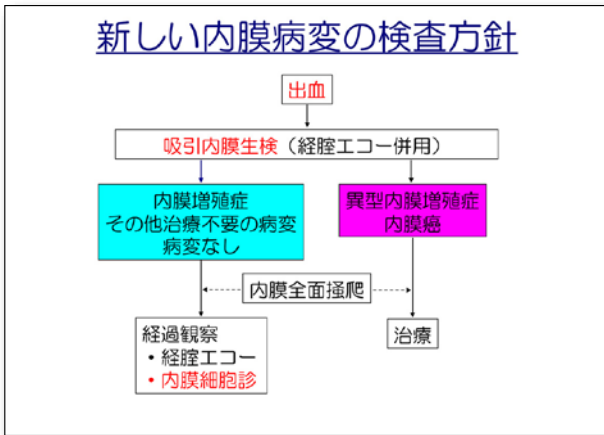 新しい内膜病変の検査方針
出血
吸引内膜生検（経腟エコー併用）
内膜増殖症
その他治療不要の病変
病変なし
異型内膜増殖症
内膜癌
内膜全面掻爬
経過観察
・経腟エコー
・内膜細胞診
治療